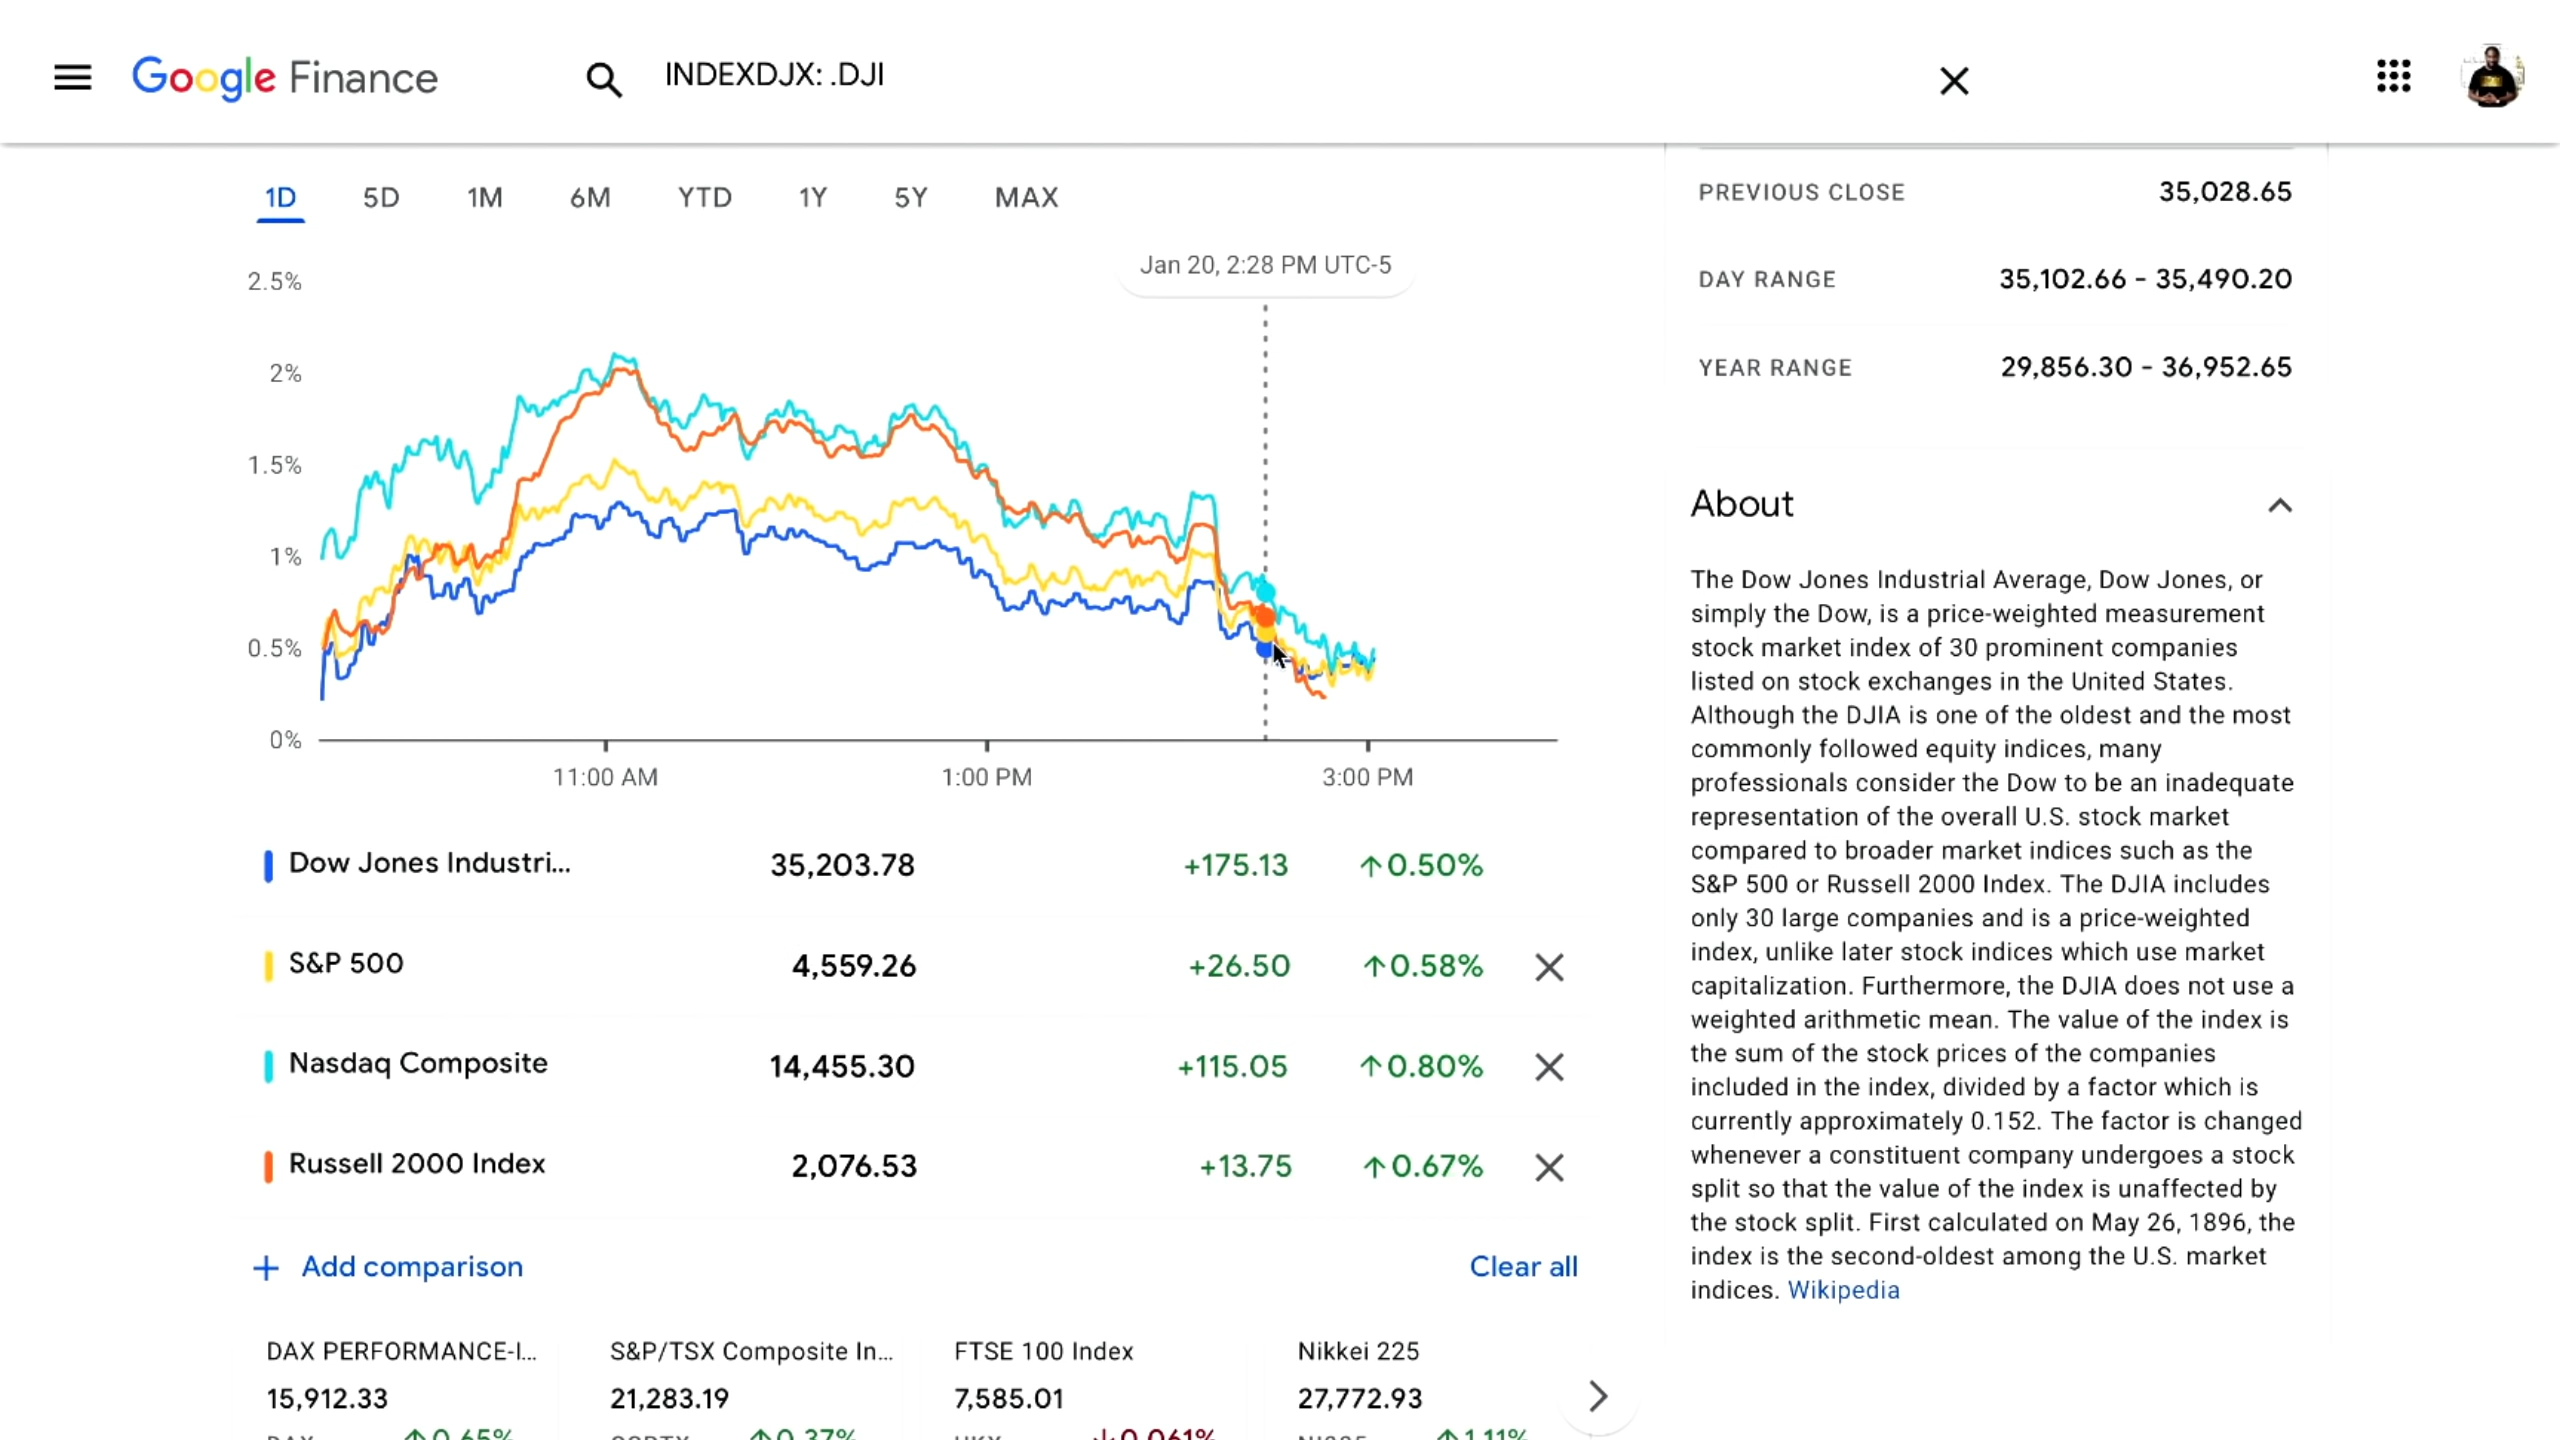 Google Finance
INDEXDJX: .DJI
1D 5D 1M 6M YTD 1Y 5Y MAX
Jan 20, 2:28 PM UTC-5
2.5%
2%
1.5%
1%
0.5%
0%
11:00 AM 1:00 PM 3:00 PM
Dow Jones Industri... 35,203.78 +175.13 ↑0.50%
S&P 500 4,559.26 +26.50 ↑0.58%
Nasdaq Composite 14,455.30 +115.05 ↑0.80%
Russell 2000 Index 2,076.53 +13.75 ↑0.67%
+ Add comparison Clear all
DAX PERFORMANCE-I... S&P/TSX Composite In... FTSE 100 Index Nikkei 225
15,912.33 21,283.19 7,585.01 27,772.93
↑0.65% ↑0.37% ↓0.061% ↑1.11%
PREVIOUS CLOSE 35,028.65
DAY RANGE 35,102.66 - 35,490.20
YEAR RANGE 29,856.30 - 36,952.65
About
The Dow Jones Industrial Average, Dow Jones, or
simply the Dow, is a price-weighted measurement
stock market index of 30 prominent companies
listed on stock exchanges in the United States.
Although the DJIA is one of the oldest and the most
commonly followed equity indices, many
professionals consider the Dow to be an inadequate
representation of the overall U.S. stock market
compared to broader market indices such as the
S&P 500 or Russell 2000 Index. The DJIA includes
only 30 large companies and is a price-weighted
index, unlike later stock indices which use market
capitalization. Furthermore, the DJIA does not use a
weighted arithmetic mean. The value of the index is
the sum of the stock prices of the companies
included in the index, divided by a factor which is
currently approximately 0.152. The factor is changed
whenever a constituent company undergoes a stock
split so that the value of the index is unaffected by
the stock split. First calculated on May 26, 1896, the
index is the second-oldest among the U.S. market
indices. Wikipedia